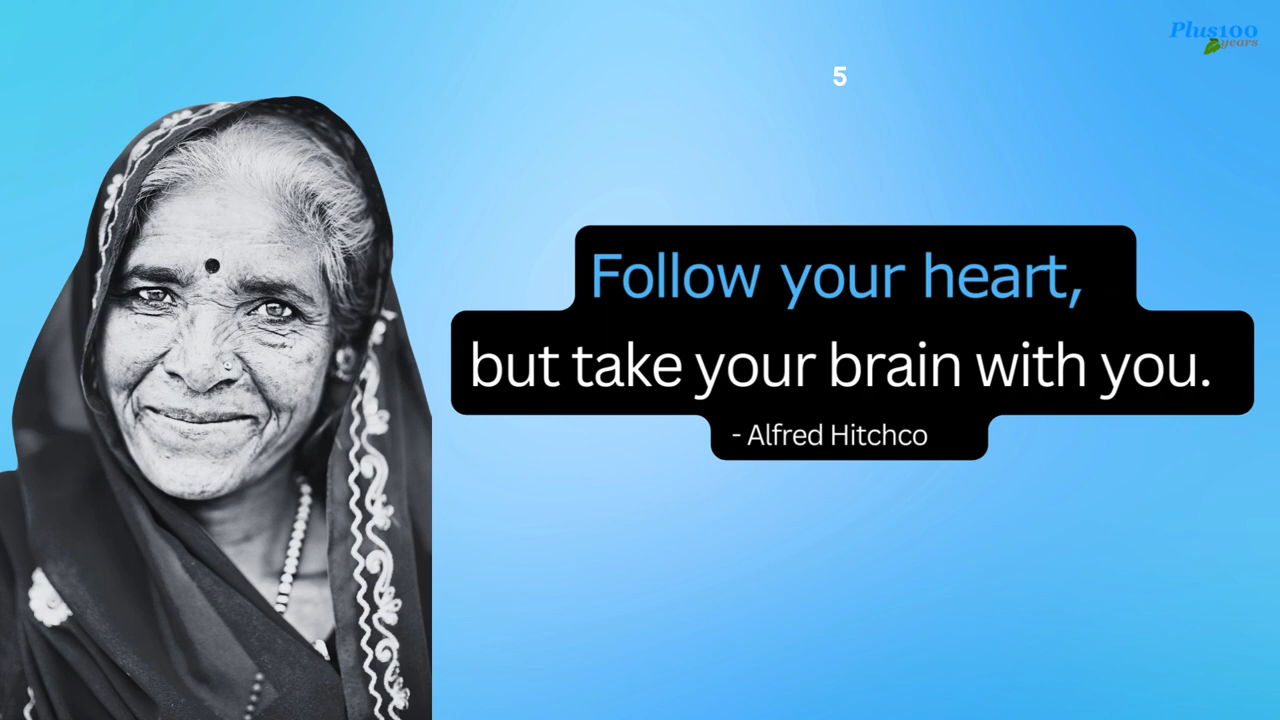 Plus100
years
5
Follow your heart,
but take your brain with you.
- Alfred Hitchco